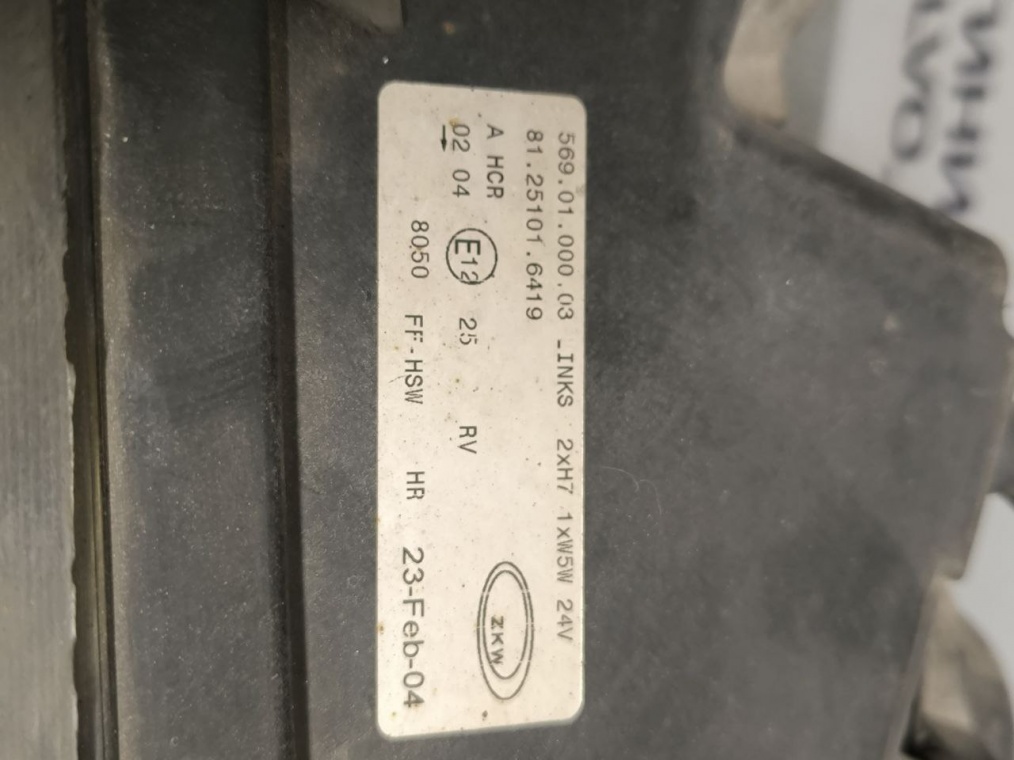 569.01.000.03 LINKS 2xH7 1xW5W 24V
81.25101.6419
A HCR
02 04 E12 25 RV
8050 FF-HSW HR 23-Feb-04
ZKW